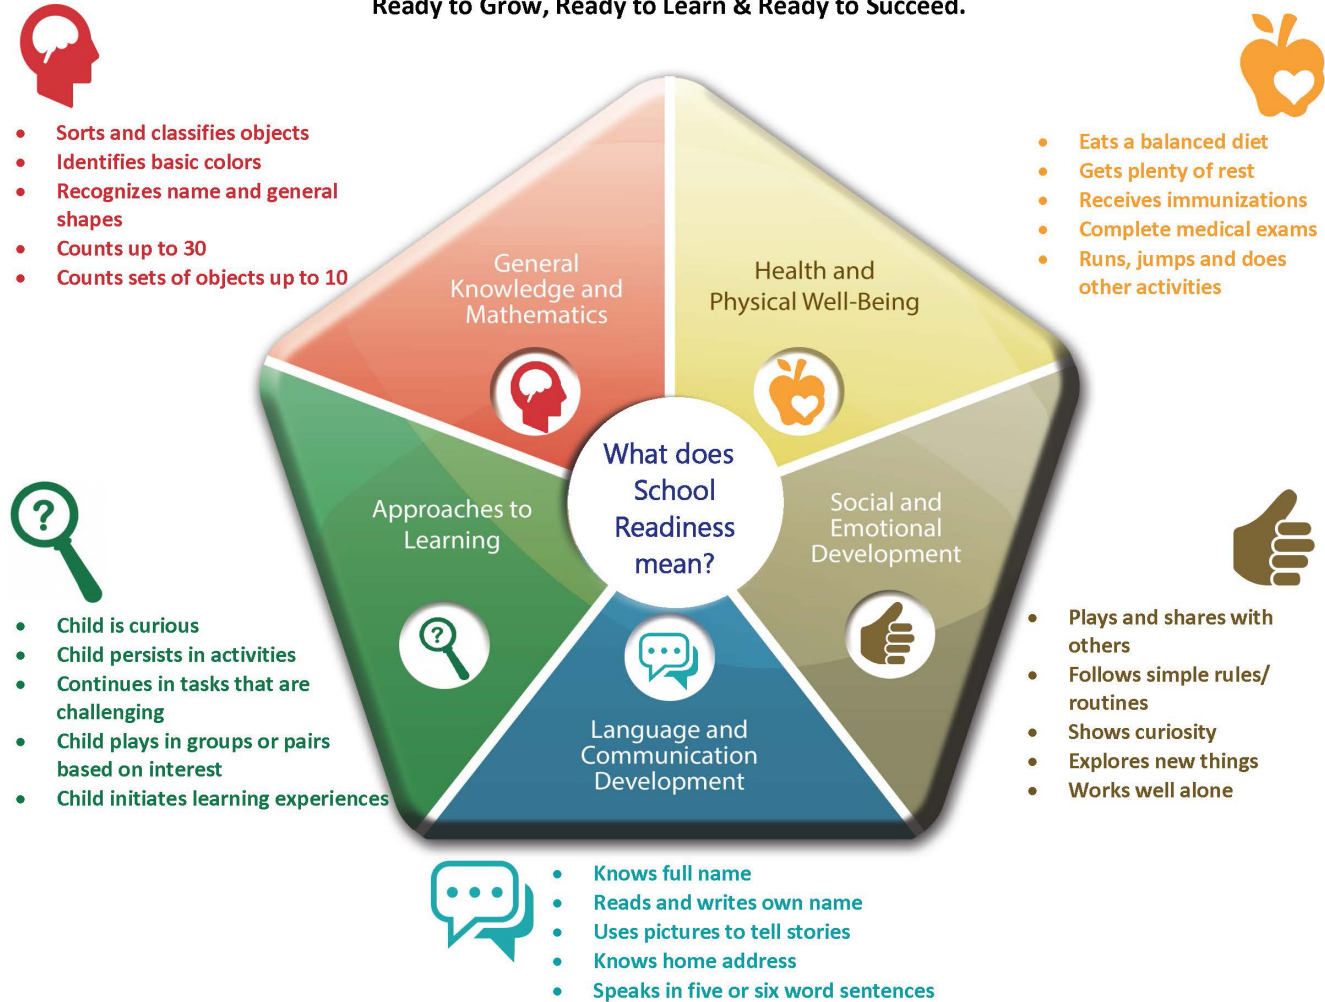 Ready to Grow, Ready to Learn & Ready to Succeed.
• Sorts and classifies objects
• Identifies basic colors
• Recognizes name and general
shapes
• Counts up to 30
• Counts sets of objects up to 10
• Eats a balanced diet
• Gets plenty of rest
• Receives immunizations
• Complete medical exams
• Runs, jumps and does
other activities
General
Knowledge and
Mathematics
Health and
Physical Well-Being
What does
School
Readiness
mean?
Approaches to
Learning
Social and
Emotional
Development
?
?
Language and
Communication
Development
• Child is curious
• Child persists in activities
• Continues in tasks that are
challenging
• Child plays in groups or pairs
based on interest
• Child initiates learning experiences
• Plays and shares with
others
• Follows simple rules/
routines
• Shows curiosity
• Explores new things
• Works well alone
• Knows full name
• Reads and writes own name
• Uses pictures to tell stories
• Knows home address
• Speaks in five or six word sentences